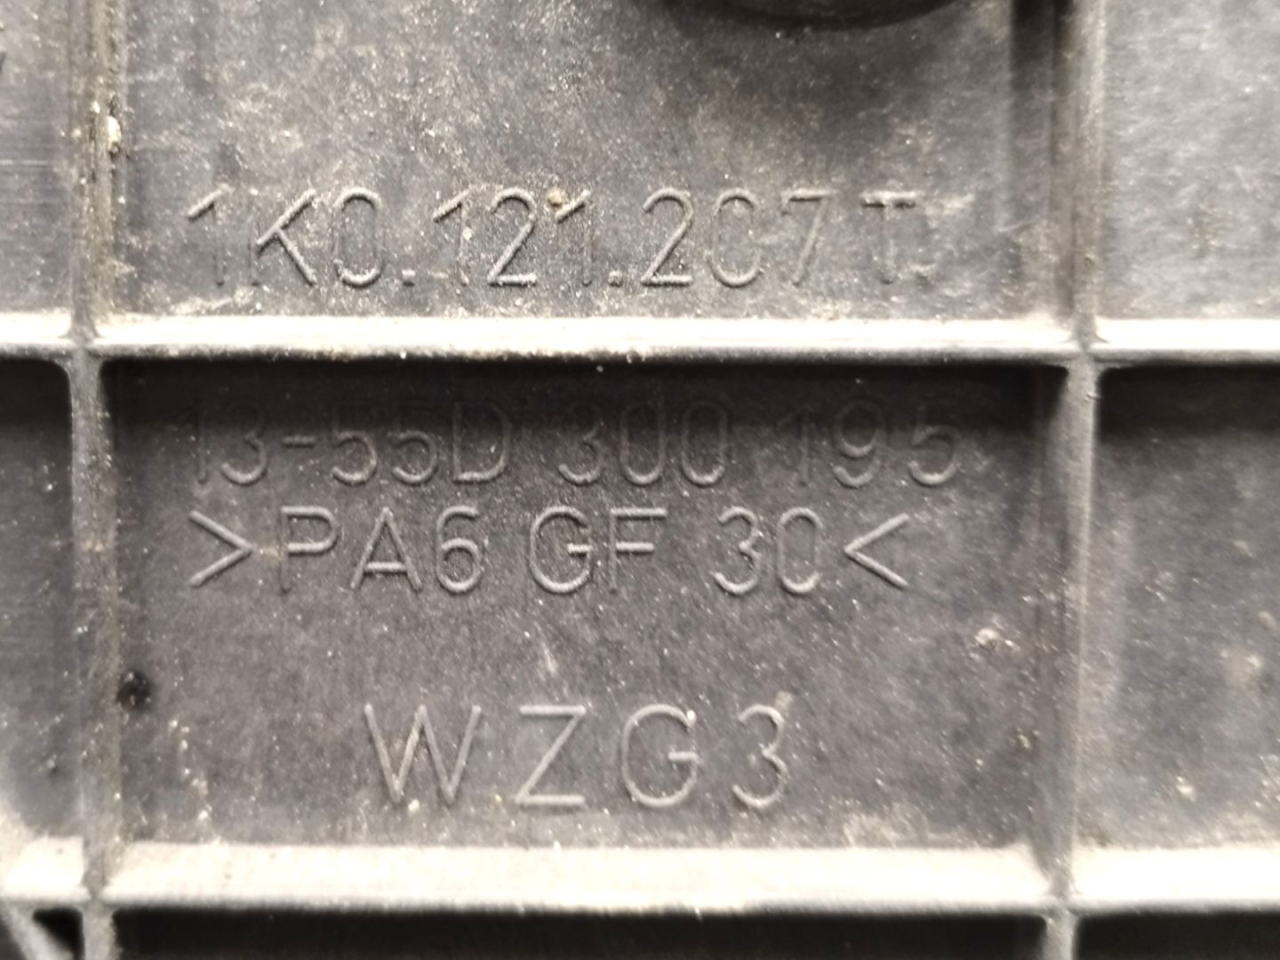 1K0.121.207 T.
13-55D 300 195
>PA6 GF 30<
WZG3